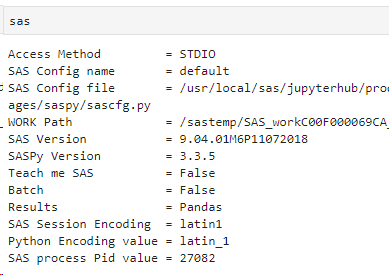 sas
Access Method = STDIO
SAS Config name = default
SAS Config file = /usr/local/sas/jupyterhub/pro
ages/saspy/sascfg.py
WORK Path = /sastemp/SAS_workC00F000069CA_
SAS Version = 9.04.01M6P11072018
SASPy Version = 3.3.5
Teach me SAS = False
Batch = False
Results = Pandas
SAS Session Encoding = latin1
Python Encoding value = latin_1
SAS process Pid value = 27082